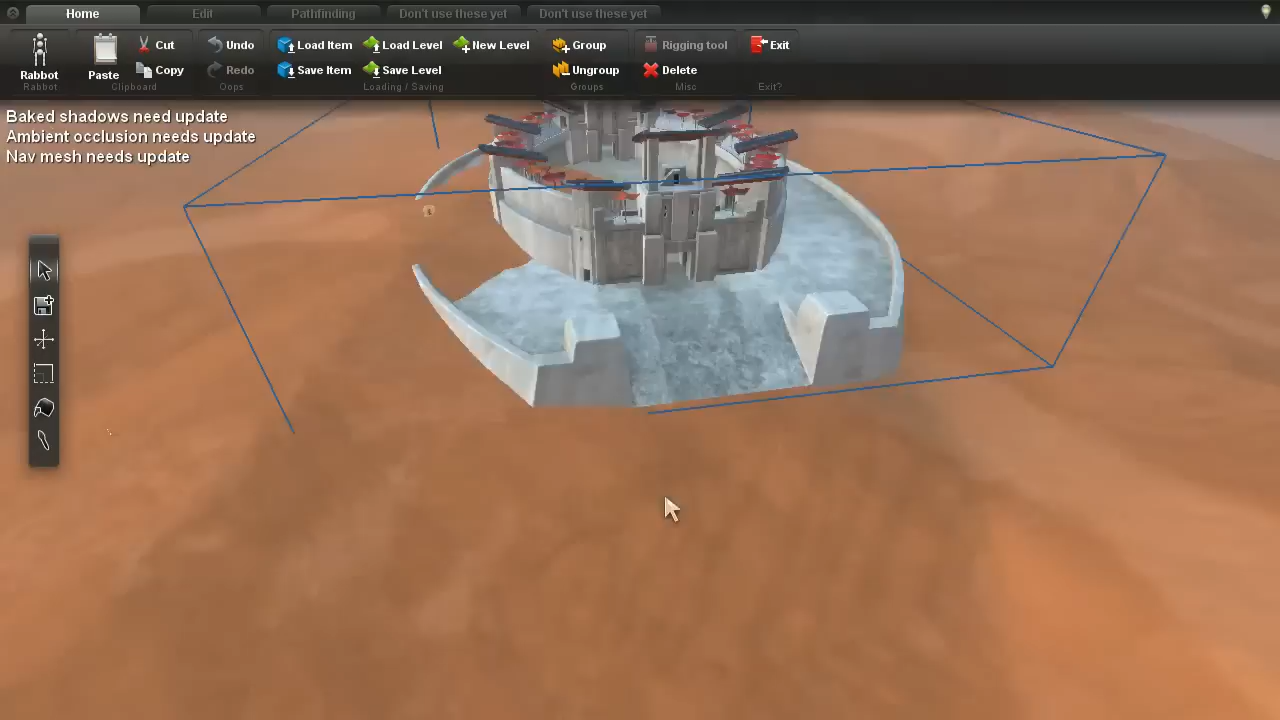 Home Edit Pathfinding Don't use these yet Don't use these yet
Cut Undo Load Item Load Level New Level Group Rigging tool Exit
Rabbot Paste Copy Redo Save Item Save Level Ungroup Delete
Rabbot Clipboard Oops Loading / Saving Groups Misc Exit?
Baked shadows need update
Ambient occlusion needs update
Nav mesh needs update